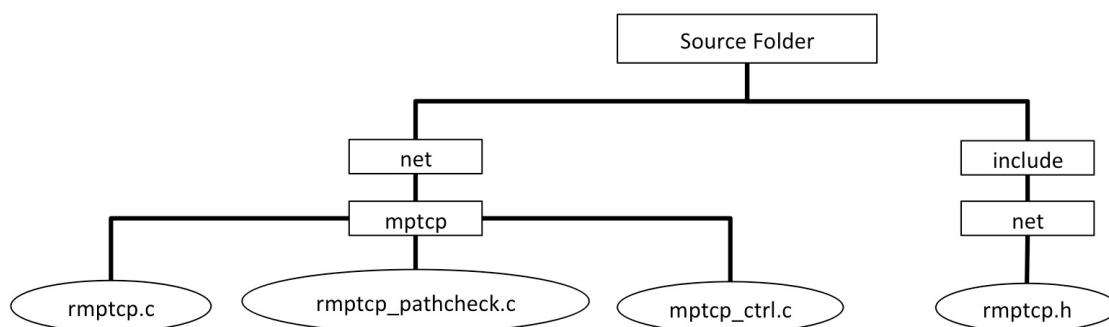 Source Folder
net
include
mptcp
net
rmptcp.c
rmptcp_pathcheck.c
mptcp_ctrl.c
rmptcp.h